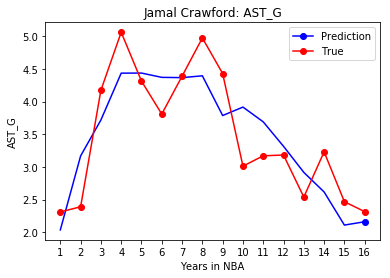 Jamal Crawford: AST_G
Prediction
True
AST_G
5.0
4.5
4.0
3.5
3.0
2.5
2.0
1 2 3 4 5 6 7 8 9 10 11 12 13 14 15 16
Years in NBA